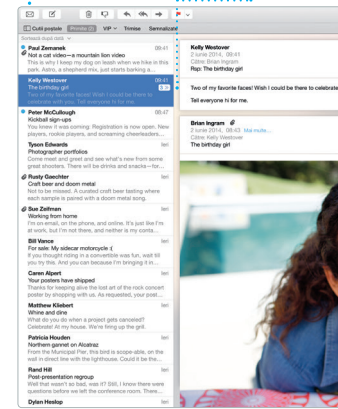 Cutii poștale Primite (2) VIP Trimise Semnalizate
Sortează după dată
Paul Zemanek 09:41
Not a cat video—a mountain lion video
This is why I keep my dog on leash when we hike in this
park. Astro, a shepherd mix, just starts barking a...
Kelly Westover 09:41
The birthday girl
Two of my favorite faces! Wish I could be there to
celebrate with you. Tell everyone hi for me.
Peter McCullough 08:47
Kickball sign-ups
You knew it was coming: Registration is now open. New
players, rookie prayers, and screaming cheerleaders...
Tyson Edwards Ieri
Photographer portfolios
Come meet and greet and see what's new from some
great shooters. There will be drinks and snacks—for...
Rusty Gaechter Ieri
Craft beer and doom metal
Not to be missed. A curated craft beer tasting where
each sample is paired with a doom metal song.
Sue Zeifman Ieri
Working from home
I'm on email, on the phone, and online. It's just like I'm
at work, but I'm not there, and neither is my conta...
Bill Vance Ieri
For sale: My sidecar motorcycle :(
If you thought riding in a convertible was fun, wait till
you try this. And you can because I'm bringing it in...
Caren Alpert Ieri
Your posters have shipped
Thanks for keeping alive the lost art of the rock concert
poster by shopping with us. As requested, your post...
Matthew Kliebert Ieri
Whine and dine
What do you do when a project gets canceled?
Celebrate! At my house. We're firing up the grill.
Patricia Houden Ieri
Northern gannet on Alcatraz
From the Municipal Pier, this bird is scope-able, on the
wall in direct line with the lighthouse. Could it be the...
Rand Hill Ieri
Post-presentation regroup
Well that wasn't so bad, was it? Still, I know there were
questions before we left the conference room. There...
Dylen Heslop Ieri
Kelly Westover
2 iunie 2014, 09:41
Către: Brian Ingram
Rsp: The birthday girl
Two of my favorite faces! Wish I could be there to celebrate
Tell everyone hi for me.
Brian Ingram
2 iunie 2014, 08:43 Mai multe...
Către: Kelly Westover
The birthday girl